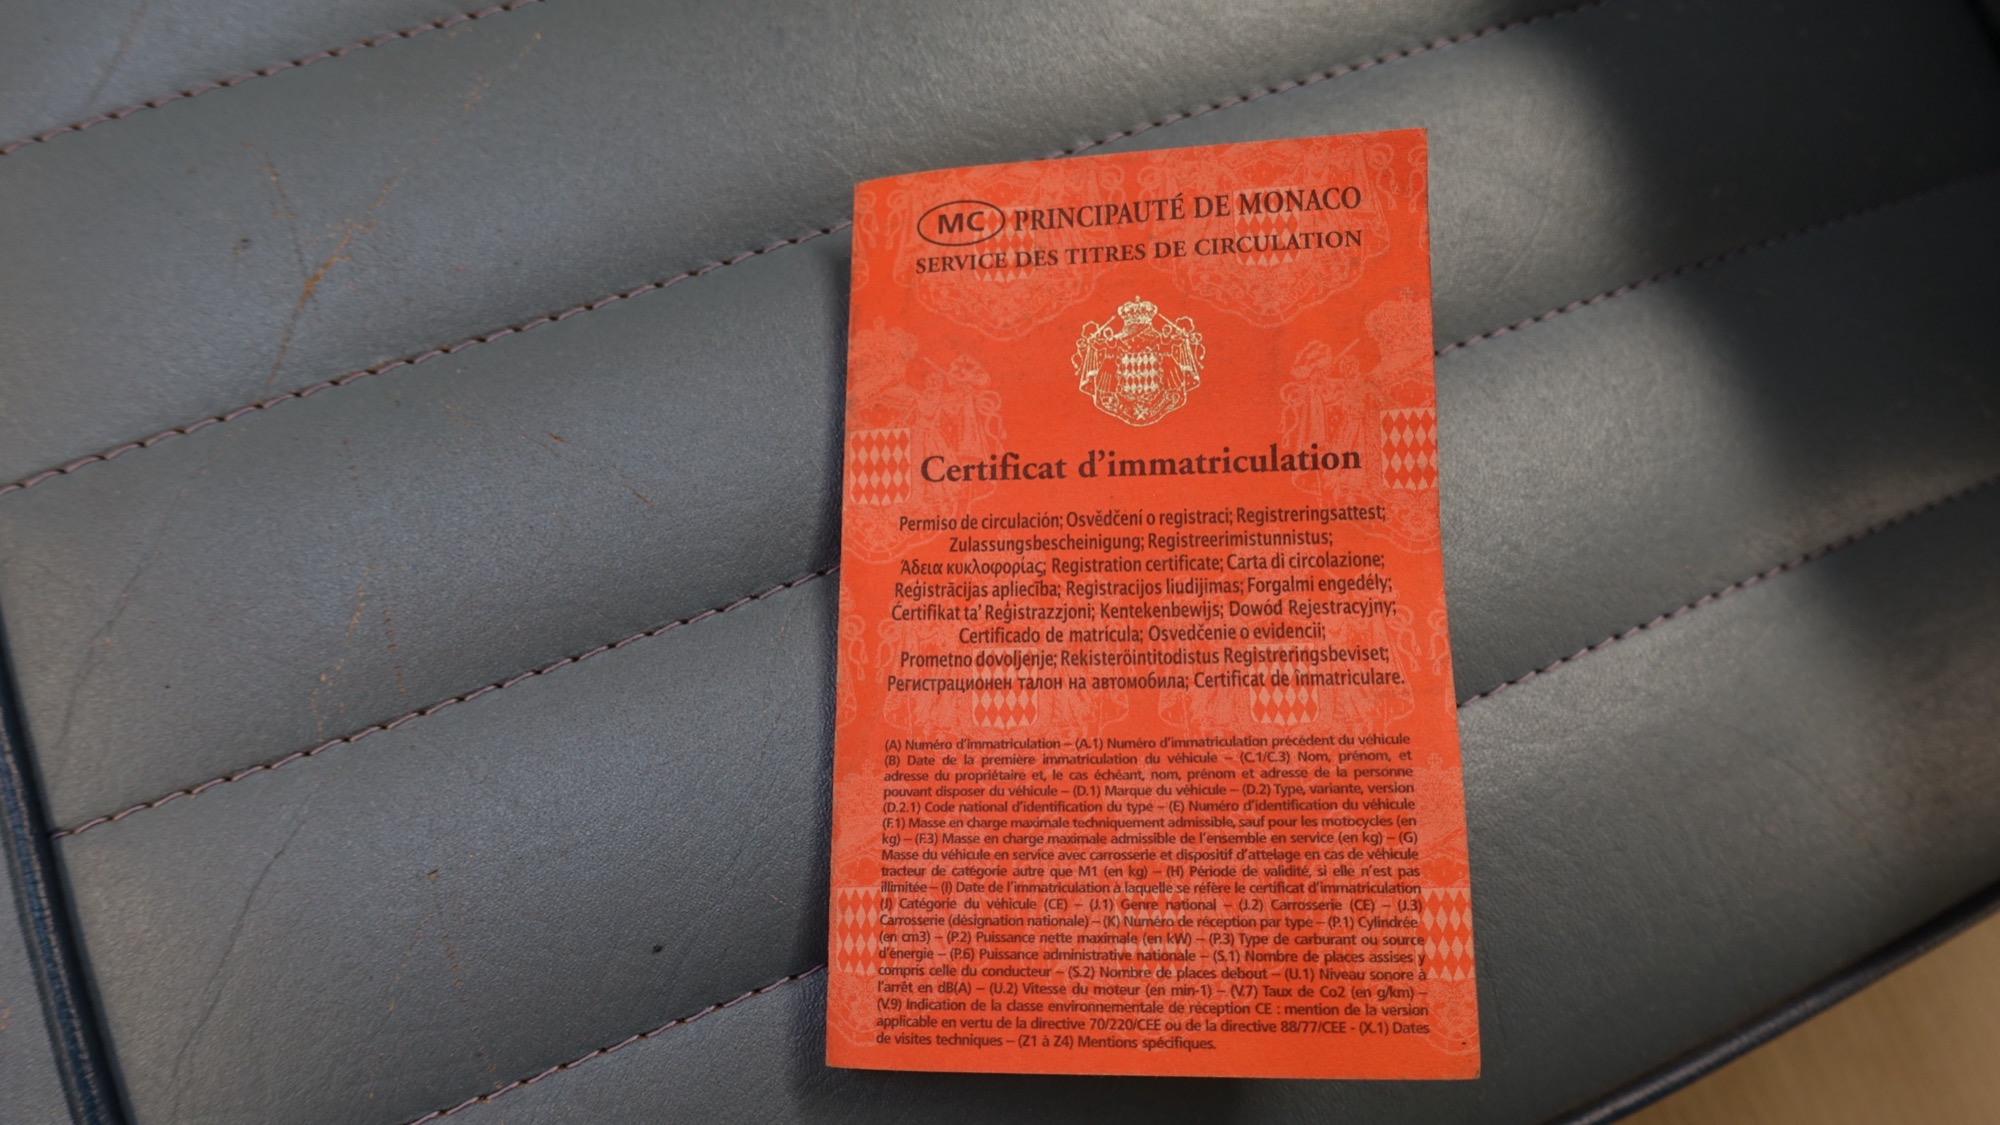 MC PRINCIPAUTÉ DE MONACO
SERVICE DES TITRES DE CIRCULATION
Certificat d'immatriculation
Permiso de circulación; Osvědčení o registraci; Registreringsattest;
Zulassungsbescheinigung; Registreerimistunnistus;
Άδεια κυκλοφορίας; Registration certificate; Carta di circolazione;
Reģistrācijas apliecība; Registracijos liudijimas; Forgalmi engedély;
Ċertifikat ta' Reġistrazzjoni; Kentekenbewijs; Dowód Rejestracyjny;
Certificado de matrícula; Osvedčenie o evidencii;
Prometno dovoljenje; Rekisteröintitodistus Registreringsbeviset;
Регистрационен талон на автомобила; Certificat de înmatriculare.
(A) Numéro d'immatriculation – (A.1) Numéro d'immatriculation précédent du véhicule
(B) Date de la première immatriculation du véhicule – (C.1/C.3) Nom, prénom, et
adresse du propriétaire et, le cas échéant, nom, prénom et adresse de la personne
pouvant disposer du véhicule – (D.1) Marque du véhicule – (D.2) Type, variante, version
(D.2.1) Code national d'identification du type – (E) Numéro d'identification du véhicule
(F.1) Masse en charge maximale techniquement admissible, sauf pour les motocycles (en
kg) – (F.3) Masse en charge maximale admissible de l'ensemble en service (en kg) – (G)
Masse du véhicule en service avec carrosserie et dispositif d'attelage en cas de véhicule
tracteur de catégorie autre que M1 (en kg) – (H) Période de validité, si elle n'est pas
illimitée – (I) Date de l'immatriculation à laquelle se réfère le certificat d'immatriculation
(J) Catégorie du véhicule (CE) – (J.1) Genre national – (J.2) Carrosserie (CE) – (J.3)
Carrosserie (désignation nationale) – (K) Numéro de réception par type – (P.1) Cylindrée
(en cm3) – (P.2) Puissance nette maximale (en kW) – (P.3) Type de carburant ou source
d'énergie – (P.6) Puissance administrative nationale – (S.1) Nombre de places assises y
compris celle du conducteur – (S.2) Nombre de places debout – (U.1) Niveau sonore à
l'arrêt en dB(A) – (U.2) Vitesse du moteur (en min-1) – (V.7) Taux de Co2 (en g/km) –
(V.9) Indication de la classe environnementale de réception CE : mention de la version
applicable en vertu de la directive 70/220/CEE ou de la directive 88/77/CEE - (X.1) Dates
de visites techniques – (Z1 à Z4) Mentions spécifiques.